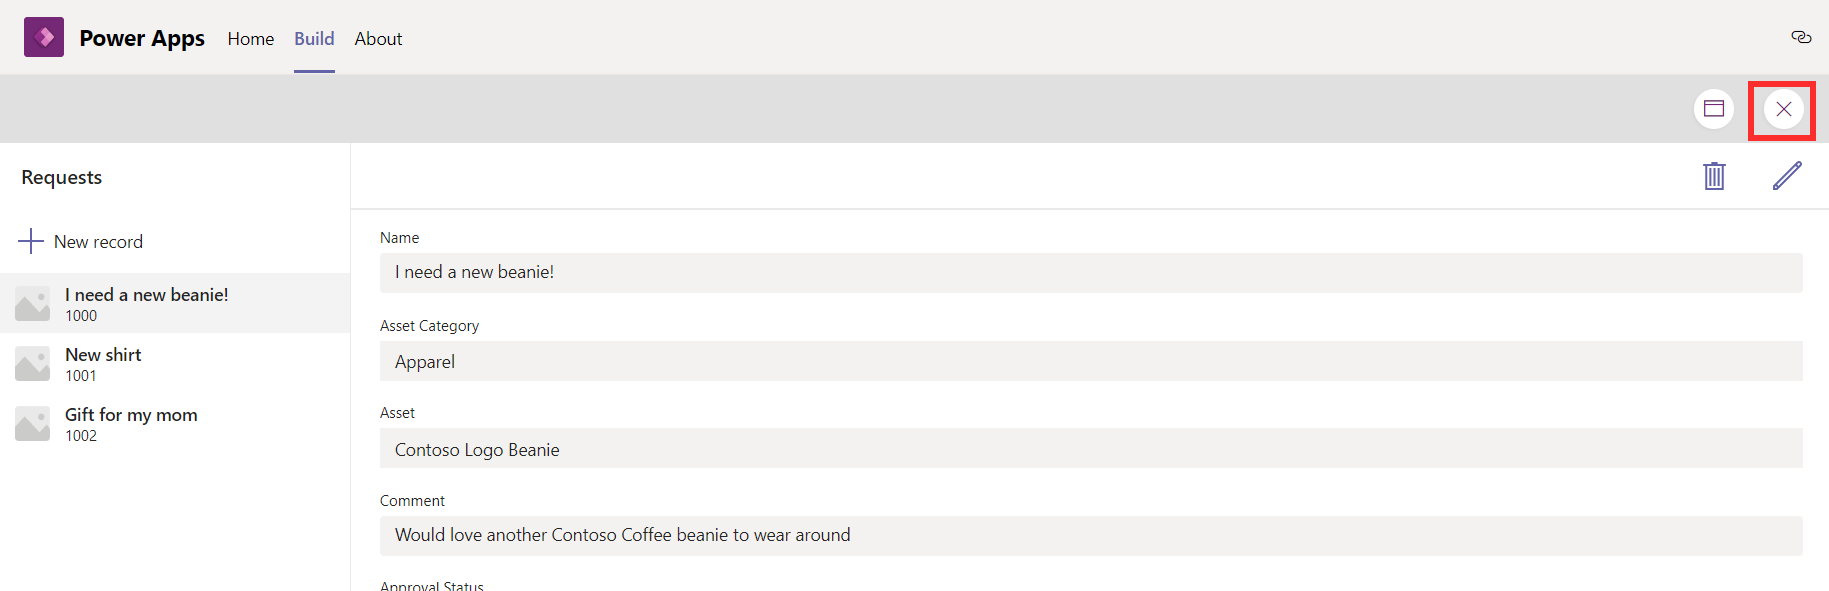 Power Apps Home Build About
Requests
New record
I need a new beanie!
1000
New shirt
1001
Gift for my mom
1002
Name
I need a new beanie!
Asset Category
Apparel
Asset
Contoso Logo Beanie
Comment
Would love another Contoso Coffee beanie to wear around
Approval Status